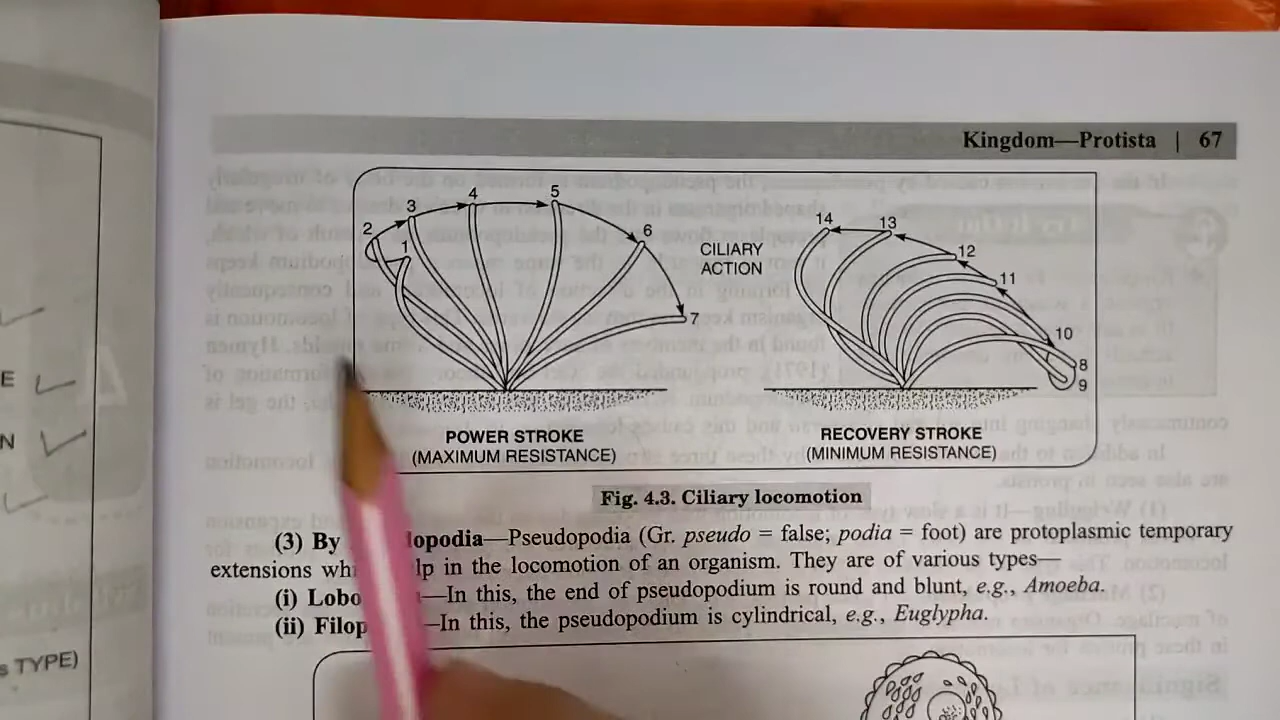 Kingdom—Protista | 67
1
2
3
4
5
6
7
CILIARY
ACTION
14
13
12
11
10
8
9
POWER STROKE
(MAXIMUM RESISTANCE)
RECOVERY STROKE
(MINIMUM RESISTANCE)
Fig. 4.3. Ciliary locomotion
(3) By lopodia—Pseudopodia (Gr. pseudo = false; podia = foot) are protoplasmic temporary
extensions whi lp in the locomotion of an organism. They are of various types—
(i) Lobo —In this, the end of pseudopodium is round and blunt, e.g., Amoeba.
(ii) Filop —In this, the pseudopodium is cylindrical, e.g., Euglypha.
E
N
S TYPE)